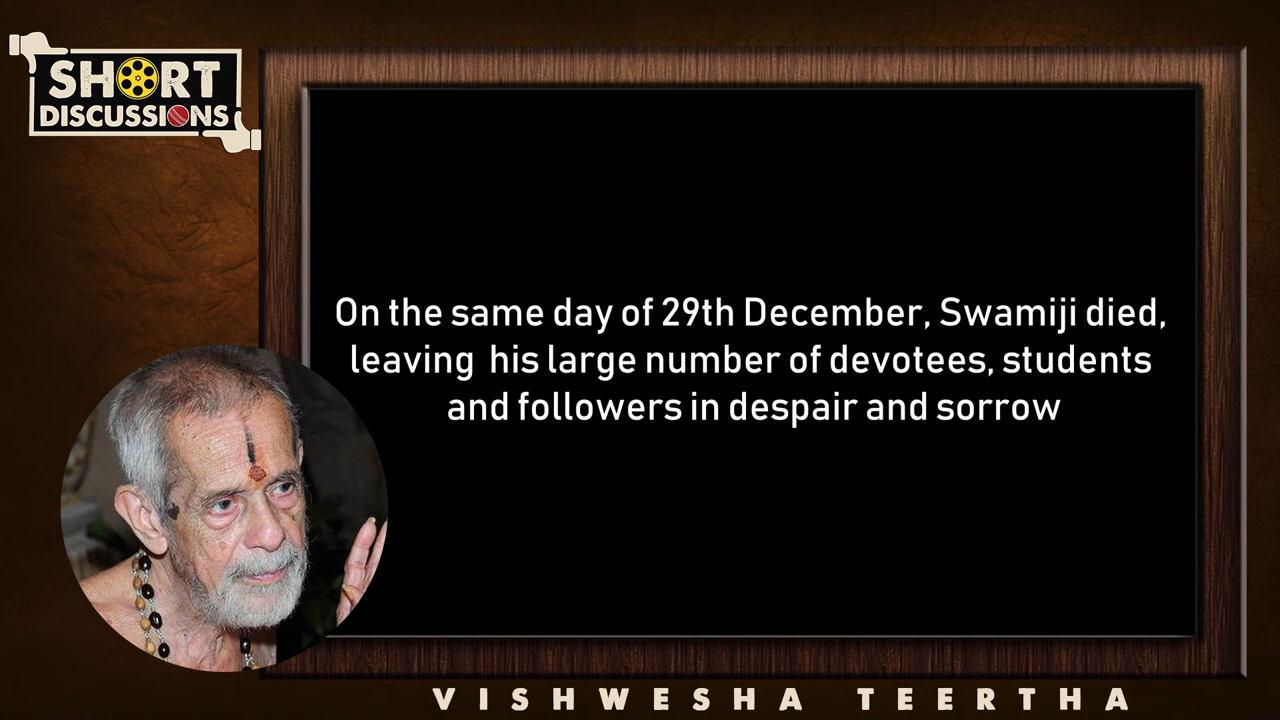 SHORT
DISCUSSIONS
On the same day of 29th December, Swamiji died,
leaving  his large number of devotees, students
and followers in despair and sorrow
VISHWESHA TEERTHA